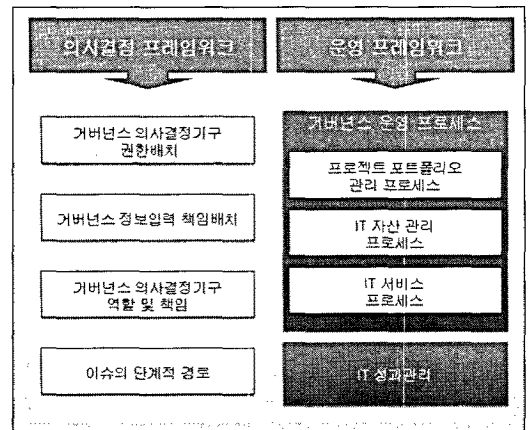 의사결정 프레임워크
거버넌스 의사결정기구
권한배치
거버넌스 정보입력 책임배치
거버넌스 의사결정기구
역할 및 책임
이슈의 단계적 경로
운영 프레임워크
거버넌스 운영 프로세스
프로젝트 포트폴리오
관리 프로세스
IT 자산 관리
프로세스
IT 서비스
프로세스
IT 성과관리